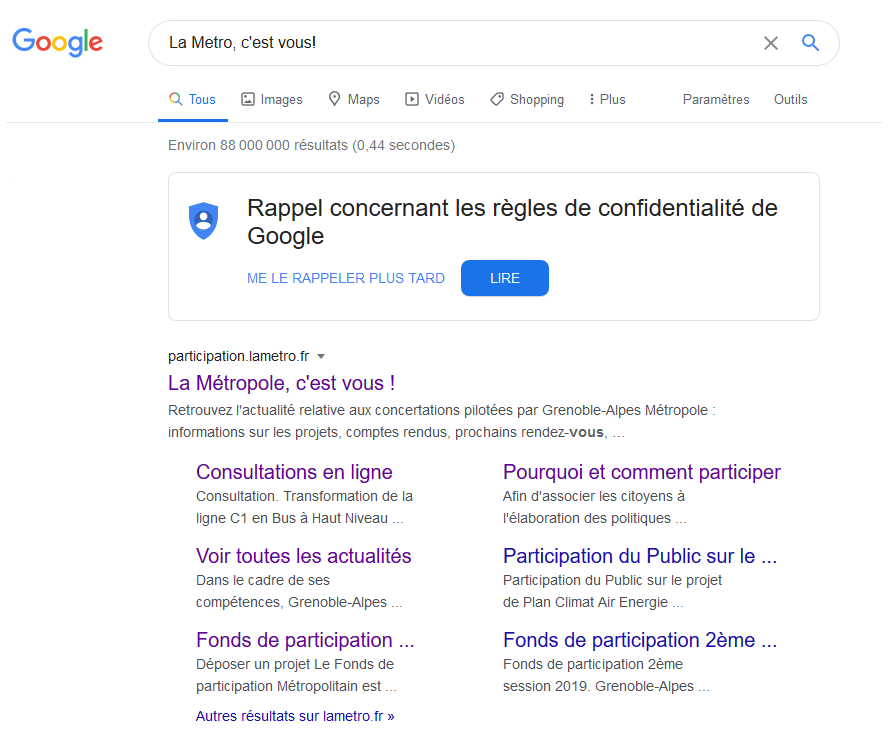 Google
La Metro, c'est vous!
Tous Images Maps Vidéos Shopping Plus Paramètres Outils
Environ 88 000 000 résultats (0,44 secondes)
Rappel concernant les règles de confidentialité de
Google
ME LE RAPPELER PLUS TARD LIRE
participation.lametro.fr
La Métropole, c'est vous !
Retrouvez l'actualité relative aux concertations pilotées par Grenoble-Alpes Métropole :
informations sur les projets, comptes rendus, prochains rendez-vous, ...
Consultations en ligne
Consultation. Transformation de la
ligne C1 en Bus à Haut Niveau ...
Pourquoi et comment participer
Afin d'associer les citoyens à
l'élaboration des politiques ...
Voir toutes les actualités
Dans le cadre de ses
compétences, Grenoble-Alpes ...
Participation du Public sur le ...
Participation du Public sur le projet
de Plan Climat Air Energie ...
Fonds de participation ...
Déposer un projet Le Fonds de
participation Métropolitain est ...
Fonds de participation 2ème ...
Fonds de participation 2ème
session 2019. Grenoble-Alpes ...
Autres résultats sur lametro.fr »